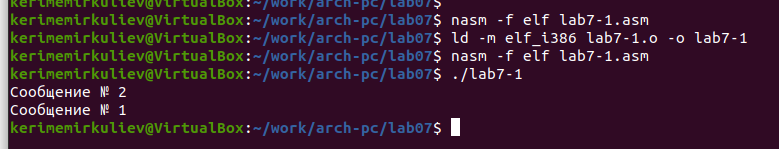 kerimemirkuliev@VirtualBox:~/work/arch-pc/lab07$
kerimemirkuliev@VirtualBox:~/work/arch-pc/lab07$ nasm -f elf lab7-1.asm
kerimemirkuliev@VirtualBox:~/work/arch-pc/lab07$ ld -m elf_i386 lab7-1.o -o lab7-1
kerimemirkuliev@VirtualBox:~/work/arch-pc/lab07$ nasm -f elf lab7-1.asm
kerimemirkuliev@VirtualBox:~/work/arch-pc/lab07$ ./lab7-1
Сообщение № 2
Сообщение № 1
kerimemirkuliev@VirtualBox:~/work/arch-pc/lab07$